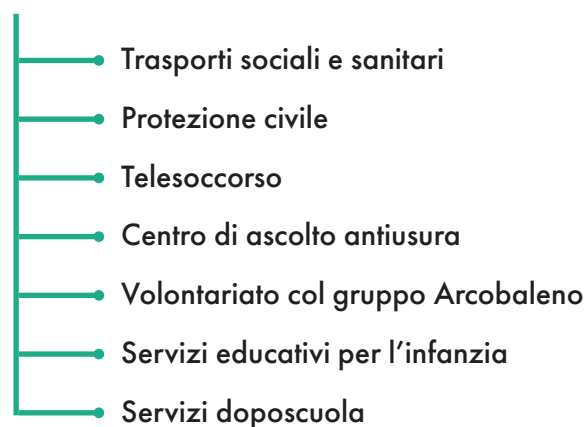 Trasporti sociali e sanitari
Protezione civile
Telesoccorso
Centro di ascolto antiusura
Volontariato col gruppo Arcobaleno
Servizi educativi per l’infanzia
Servizi doposcuola